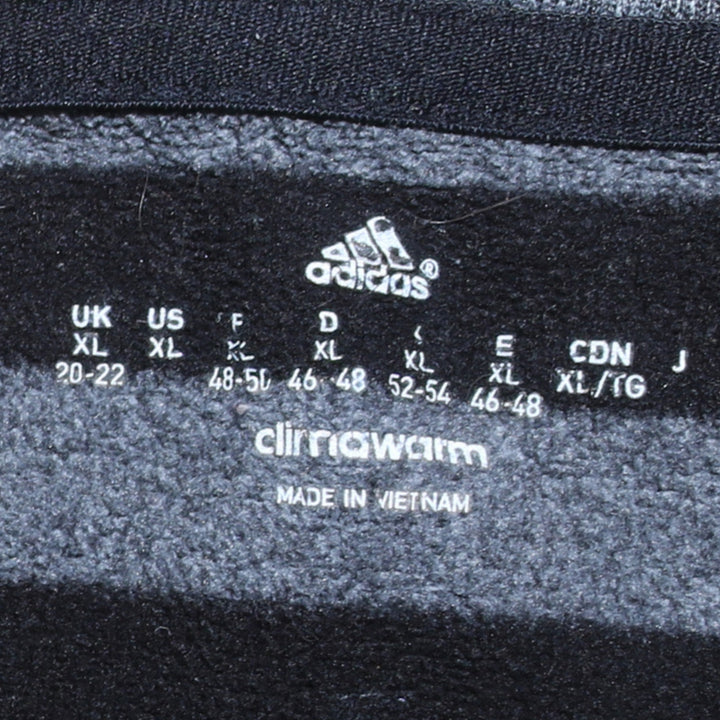 adidas®
UK US F D E CDN J
XL XL XL XL XL XL XL/TG
20-22 48-50 46-48 52-54 46-48
climawarm
MADE IN VIETNAM